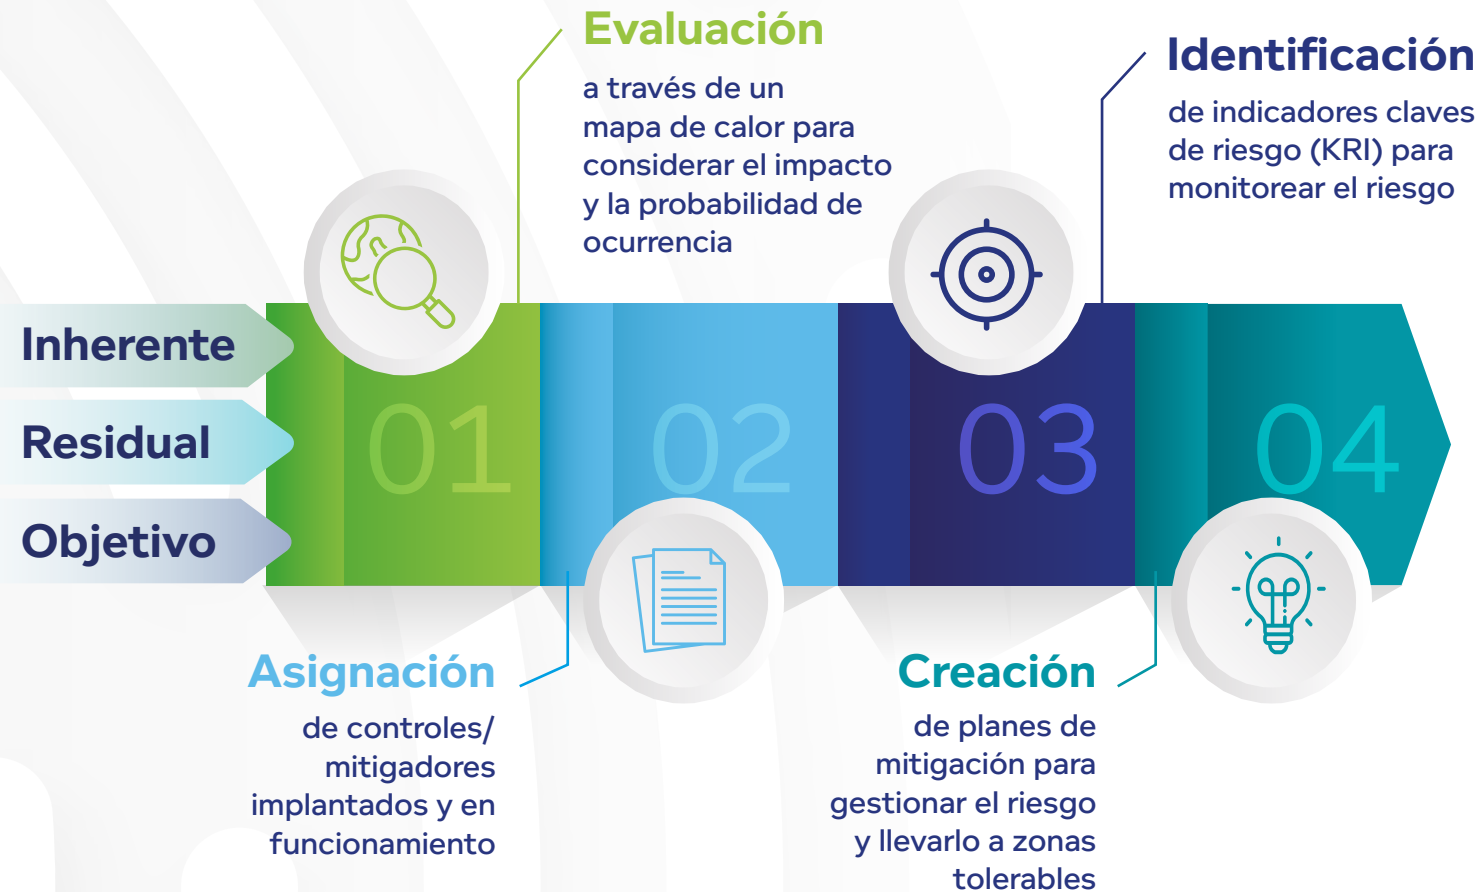 Evaluación
a través de un
mapa de calor para
considerar el impacto
y la probabilidad de
ocurrencia
Identificación
de indicadores claves
de riesgo (KRI) para
monitorear el riesgo
Inherente
Residual
Objetivo
01
02
03
04
Asignación
de controles/
mitigadores
implantados y en
funcionamiento
Creación
de planes de
mitigación para
gestionar el riesgo
y llevarlo a zonas
tolerables